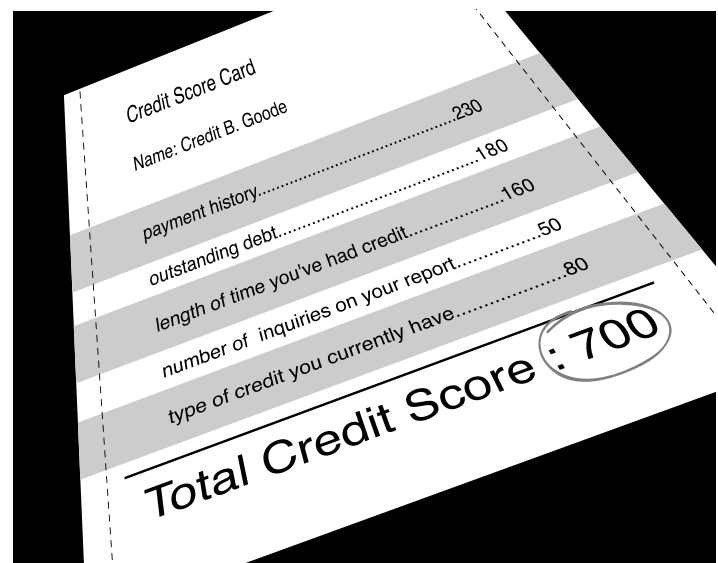 Credit Score Card
Name: Credit B. Goode
payment history..............................................230
outstanding debt..............................................180
length of time you've had credit.....................160
number of  inquiries on your report...................50
type of credit you currently have........................80
Total Credit Score : 700